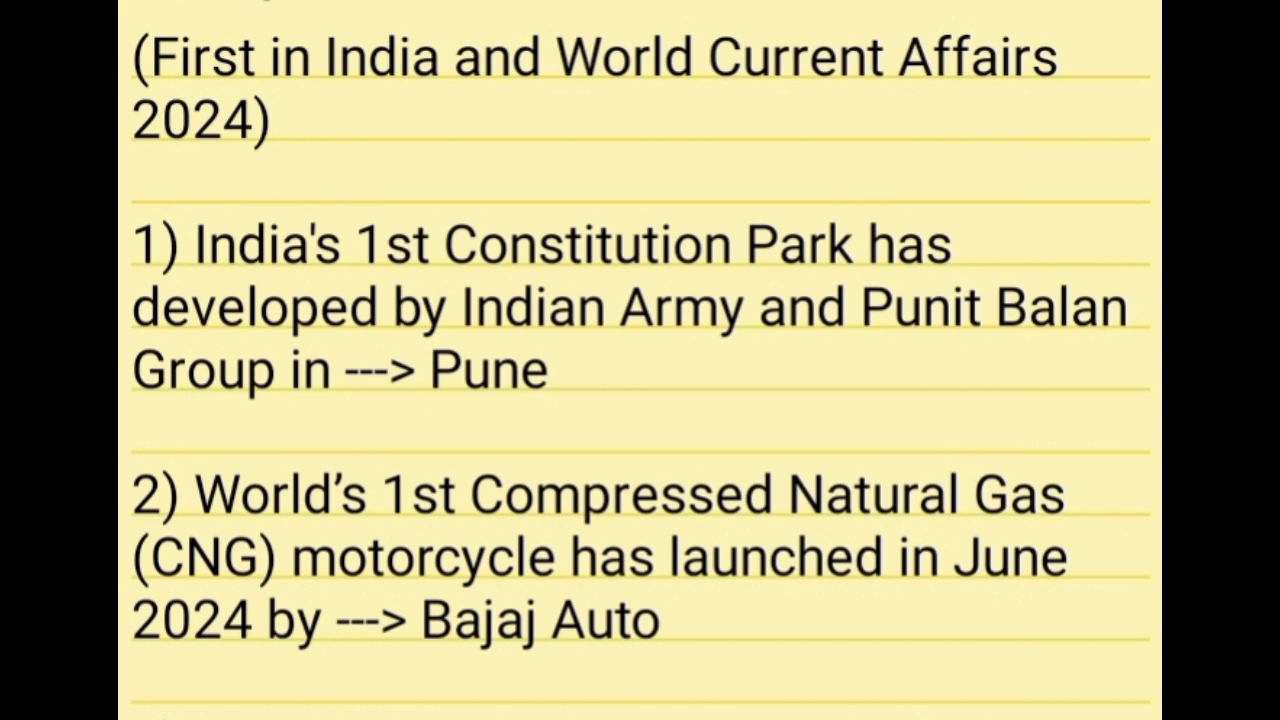 (First in India and World Current Affairs
2024)
1) India's 1st Constitution Park has
developed by Indian Army and Punit Balan
Group in ---> Pune
2) World’s 1st Compressed Natural Gas
(CNG) motorcycle has launched in June
2024 by ---> Bajaj Auto